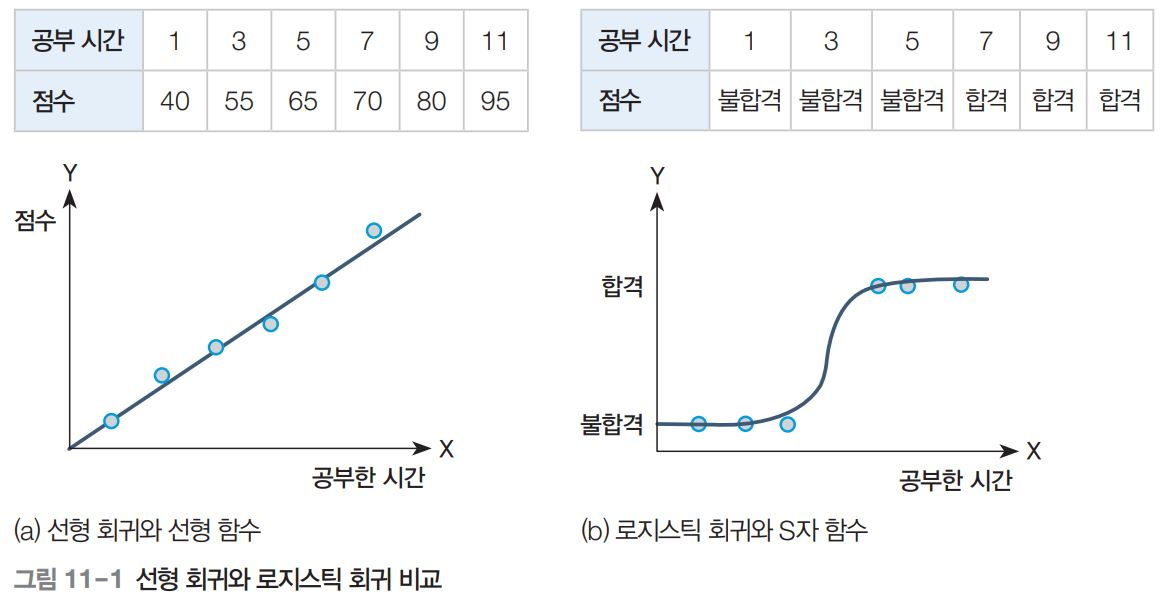 공부 시간 1 3 5 7 9 11
점수 40 55 65 70 80 95
Y
점수
X
공부한 시간
(a) 선형 회귀와 선형 함수
공부 시간 1 3 5 7 9 11
점수 불합격 불합격 불합격 합격 합격 합격
Y
합격
불합격
X
공부한 시간
(b) 로지스틱 회귀와 S자 함수
그림 11-1 선형 회귀와 로지스틱 회귀 비교